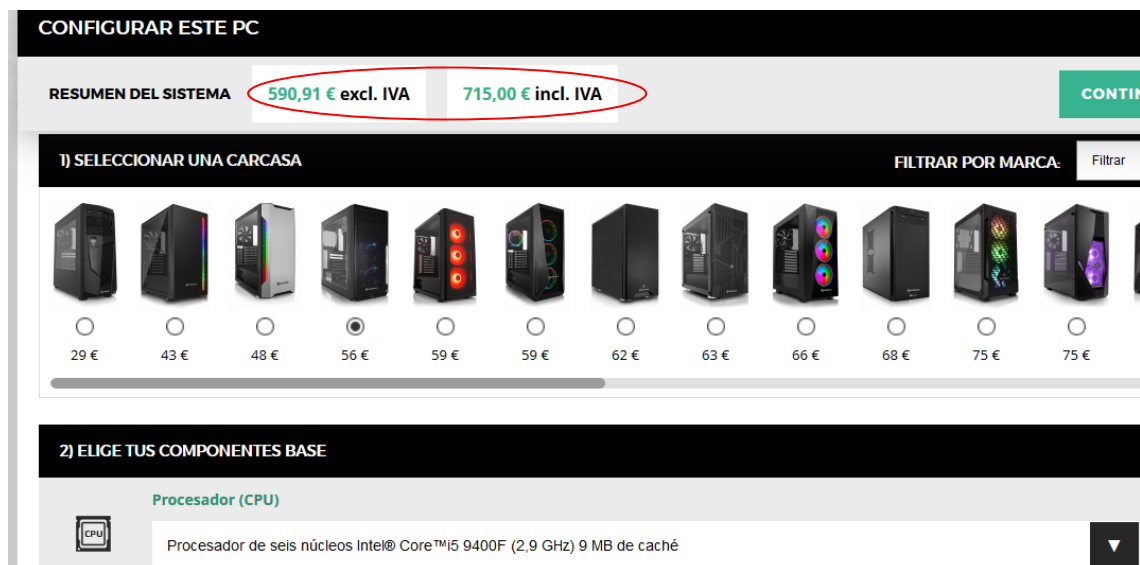 CONFIGURAR ESTE PC
RESUMEN DEL SISTEMA 590,91 € excl. IVA 715,00 € incl. IVA CONTIN
1) SELECCIONAR UNA CARCASA FILTRAR POR MARCA: Filtrar
29 € 43 € 48 € 56 € 59 € 59 € 62 € 63 € 66 € 68 € 75 € 75 €
2) ELIGE TUS COMPONENTES BASE
Procesador (CPU)
CPU
Procesador de seis núcleos Intel® Core™i5 9400F (2,9 GHz) 9 MB de caché